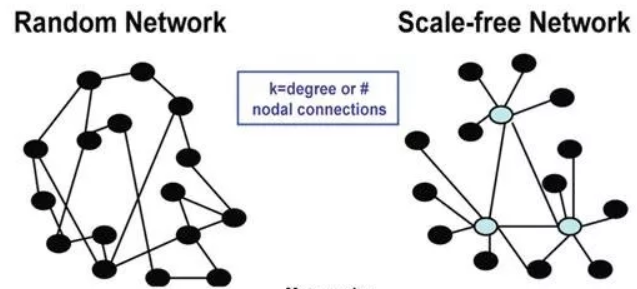 Random Network
Scale-free Network
k=degree or #
nodal connections